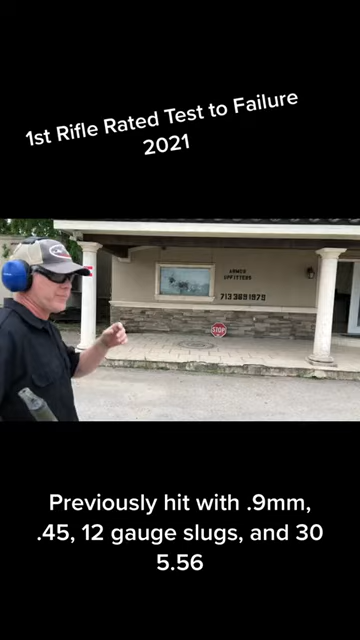 1st Rifle Rated Test to Failure
2021
ARMOR
OUTFITTERS
713 369 1979
STOP
Previously hit with .9mm,
.45, 12 gauge slugs, and 30
5.56